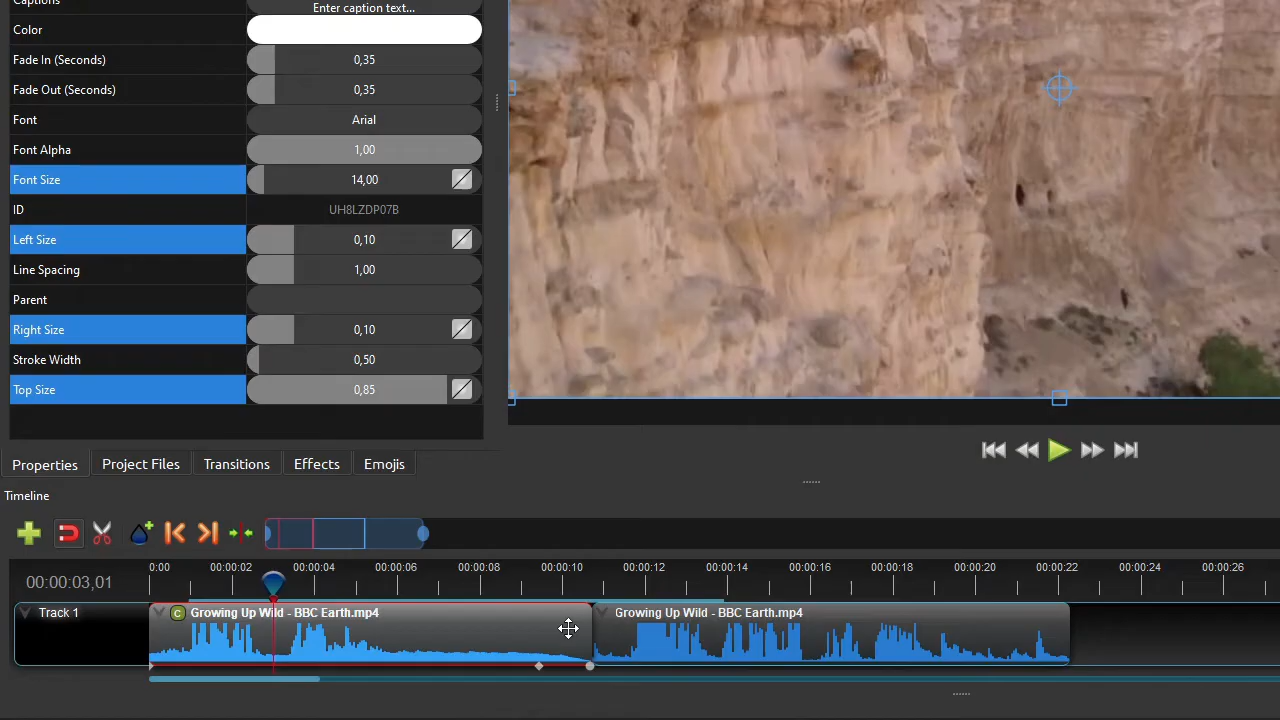 Captions
Enter caption text...
Color
Fade In (Seconds) 0,35
Fade Out (Seconds) 0,35
Font Arial
Font Alpha 1,00
Font Size 14,00
ID UH8LZDP07B
Left Size 0,10
Line Spacing 1,00
Parent
Right Size 0,10
Stroke Width 0,50
Top Size 0,85
Properties Project Files Transitions Effects Emojis
Timeline
0:00 00:00:02 00:00:04 00:00:06 00:00:08 00:00:10 00:00:12 00:00:14 00:00:16 00:00:18 00:00:20 00:00:22 00:00:24 00:00:26
00:00:03,01
Track 1 C Growing Up Wild - BBC Earth.mp4 Growing Up Wild - BBC Earth.mp4